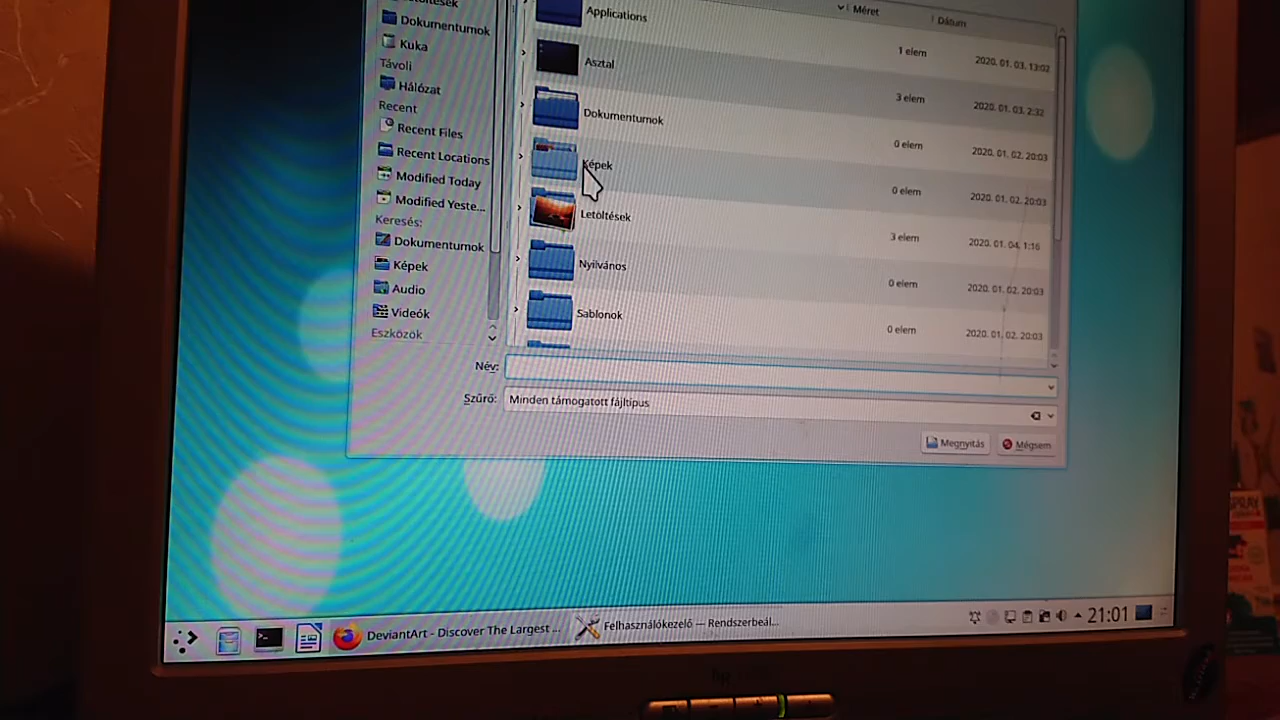 Dokumentumok
Kuka
Távoli
Hálózat
Recent
Recent Files
Recent Locations
Modified Today
Modified Yeste...
Keresés:
Dokumentumok
Képek
Audio
Videók
Eszközök
Méret
Dátum
Applications
1 elem
2020. 01. 03. 13:02
Asztal
3 elem
2020. 01. 03. 2:32
Dokumentumok
0 elem
2020. 01. 02. 20:03
Képek
0 elem
2020. 01. 02. 20:03
Letöltések
3 elem
2020. 01. 04. 1:16
Nyilvános
0 elem
2020. 01. 02. 20:03
Sablonok
0 elem
2020. 01. 02. 20:03
Név:
Szűrő:
Minden támogatott fájltípus
Megnyitás
Mégsem
DeviantArt - Discover The Largest ...
Felhasználókezelő — Rendszerbeál...
21:01
hp
SPRAY